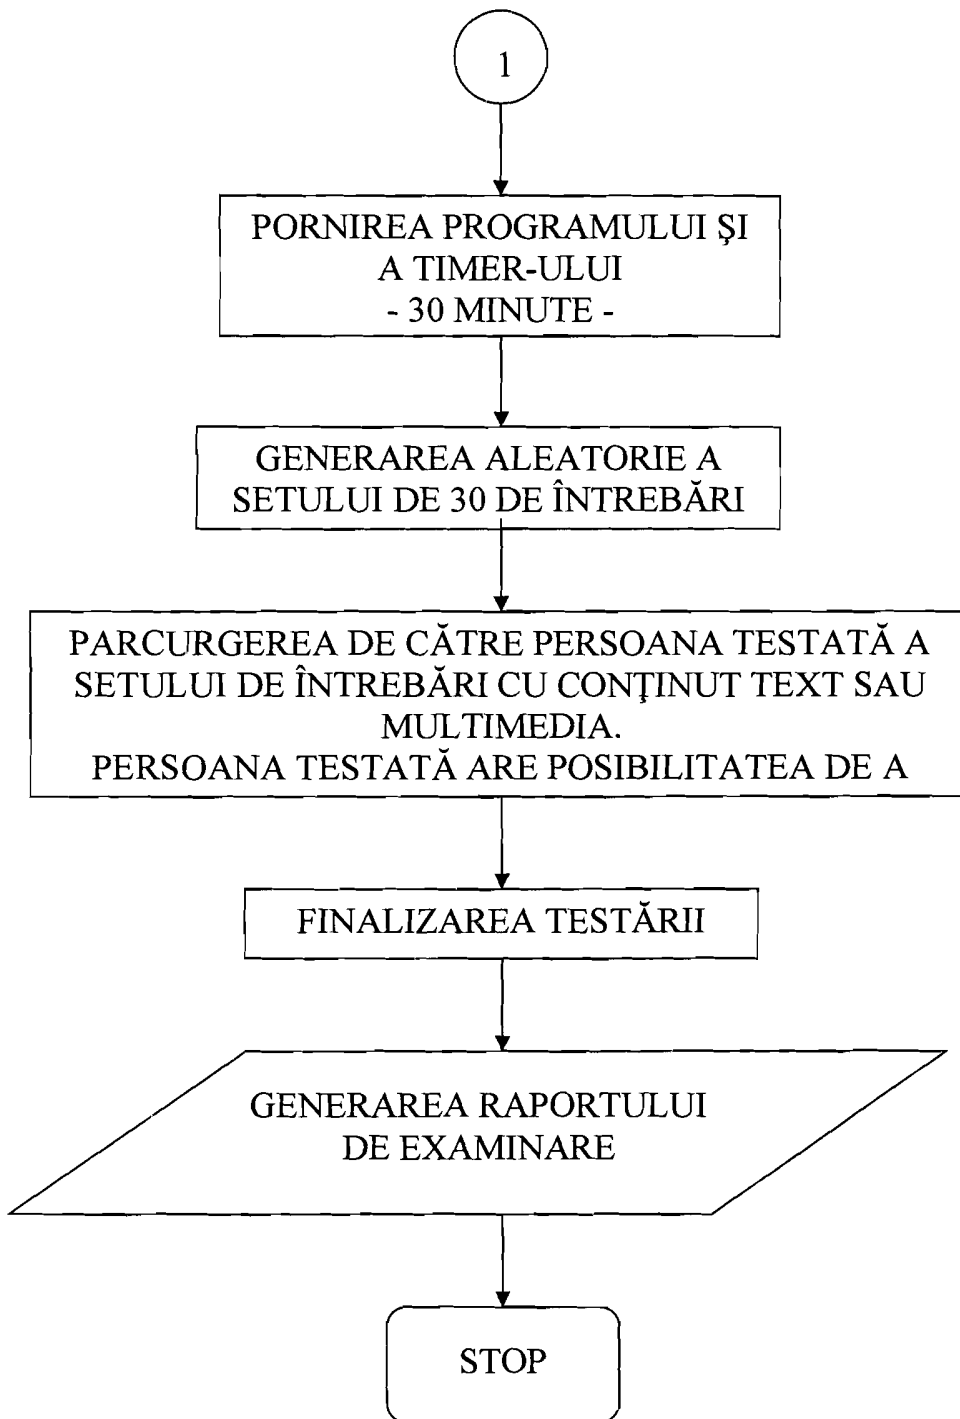 1
PORNIREA PROGRAMULUI ŞI
A TIMER-ULUI
- 30 MINUTE -
GENERAREA ALEATORIE A
SETULUI DE 30 DE ÎNTREBĂRI
PARCURGEREA DE CĂTRE PERSOANA TESTATĂ A
SETULUI DE ÎNTREBĂRI CU CONŢINUT TEXT SAU
MULTIMEDIA.
PERSOANA TESTATĂ ARE POSIBILITATEA DE A
FINALIZAREA TESTĂRII
GENERAREA RAPORTULUI
DE EXAMINARE
STOP